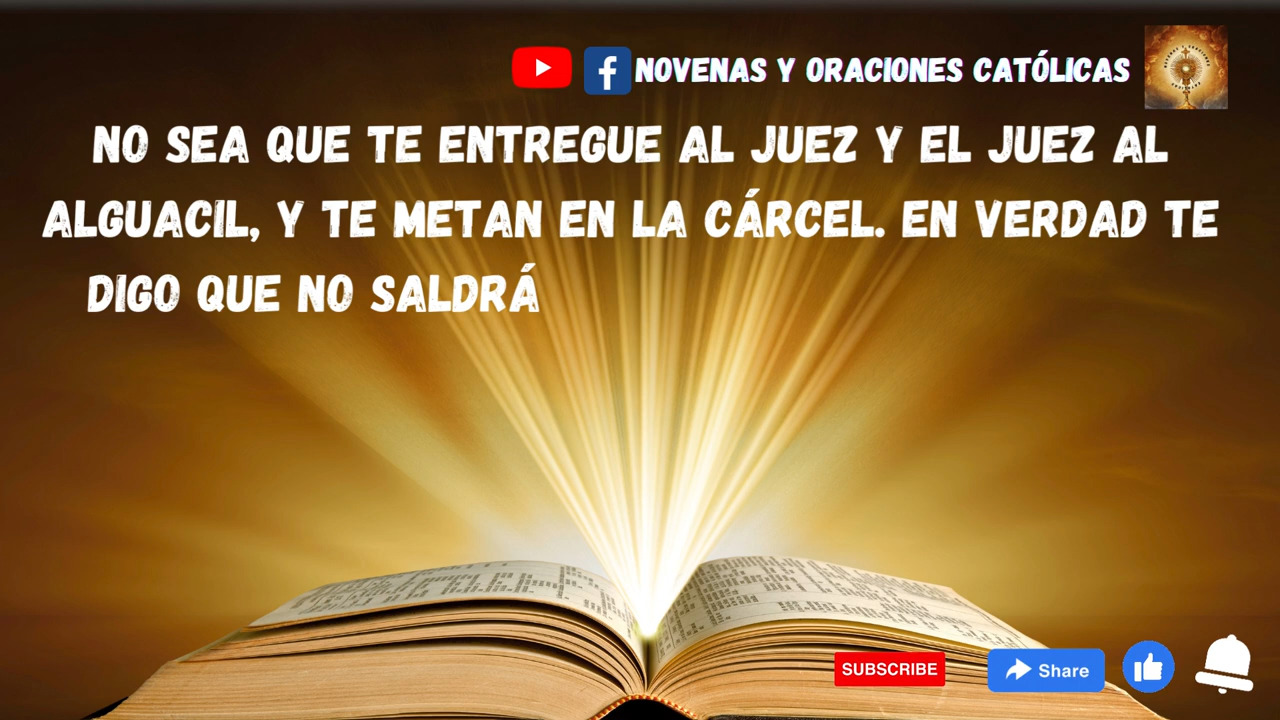 NOVENAS Y ORACIONES CATÓLICAS
NO SEA QUE TE ENTREGUE AL JUEZ Y EL JUEZ AL
ALGUACIL, Y TE METAN EN LA CÁRCEL. EN VERDAD TE
DIGO QUE NO SALDRÁ
SUBSCRIBE
Share